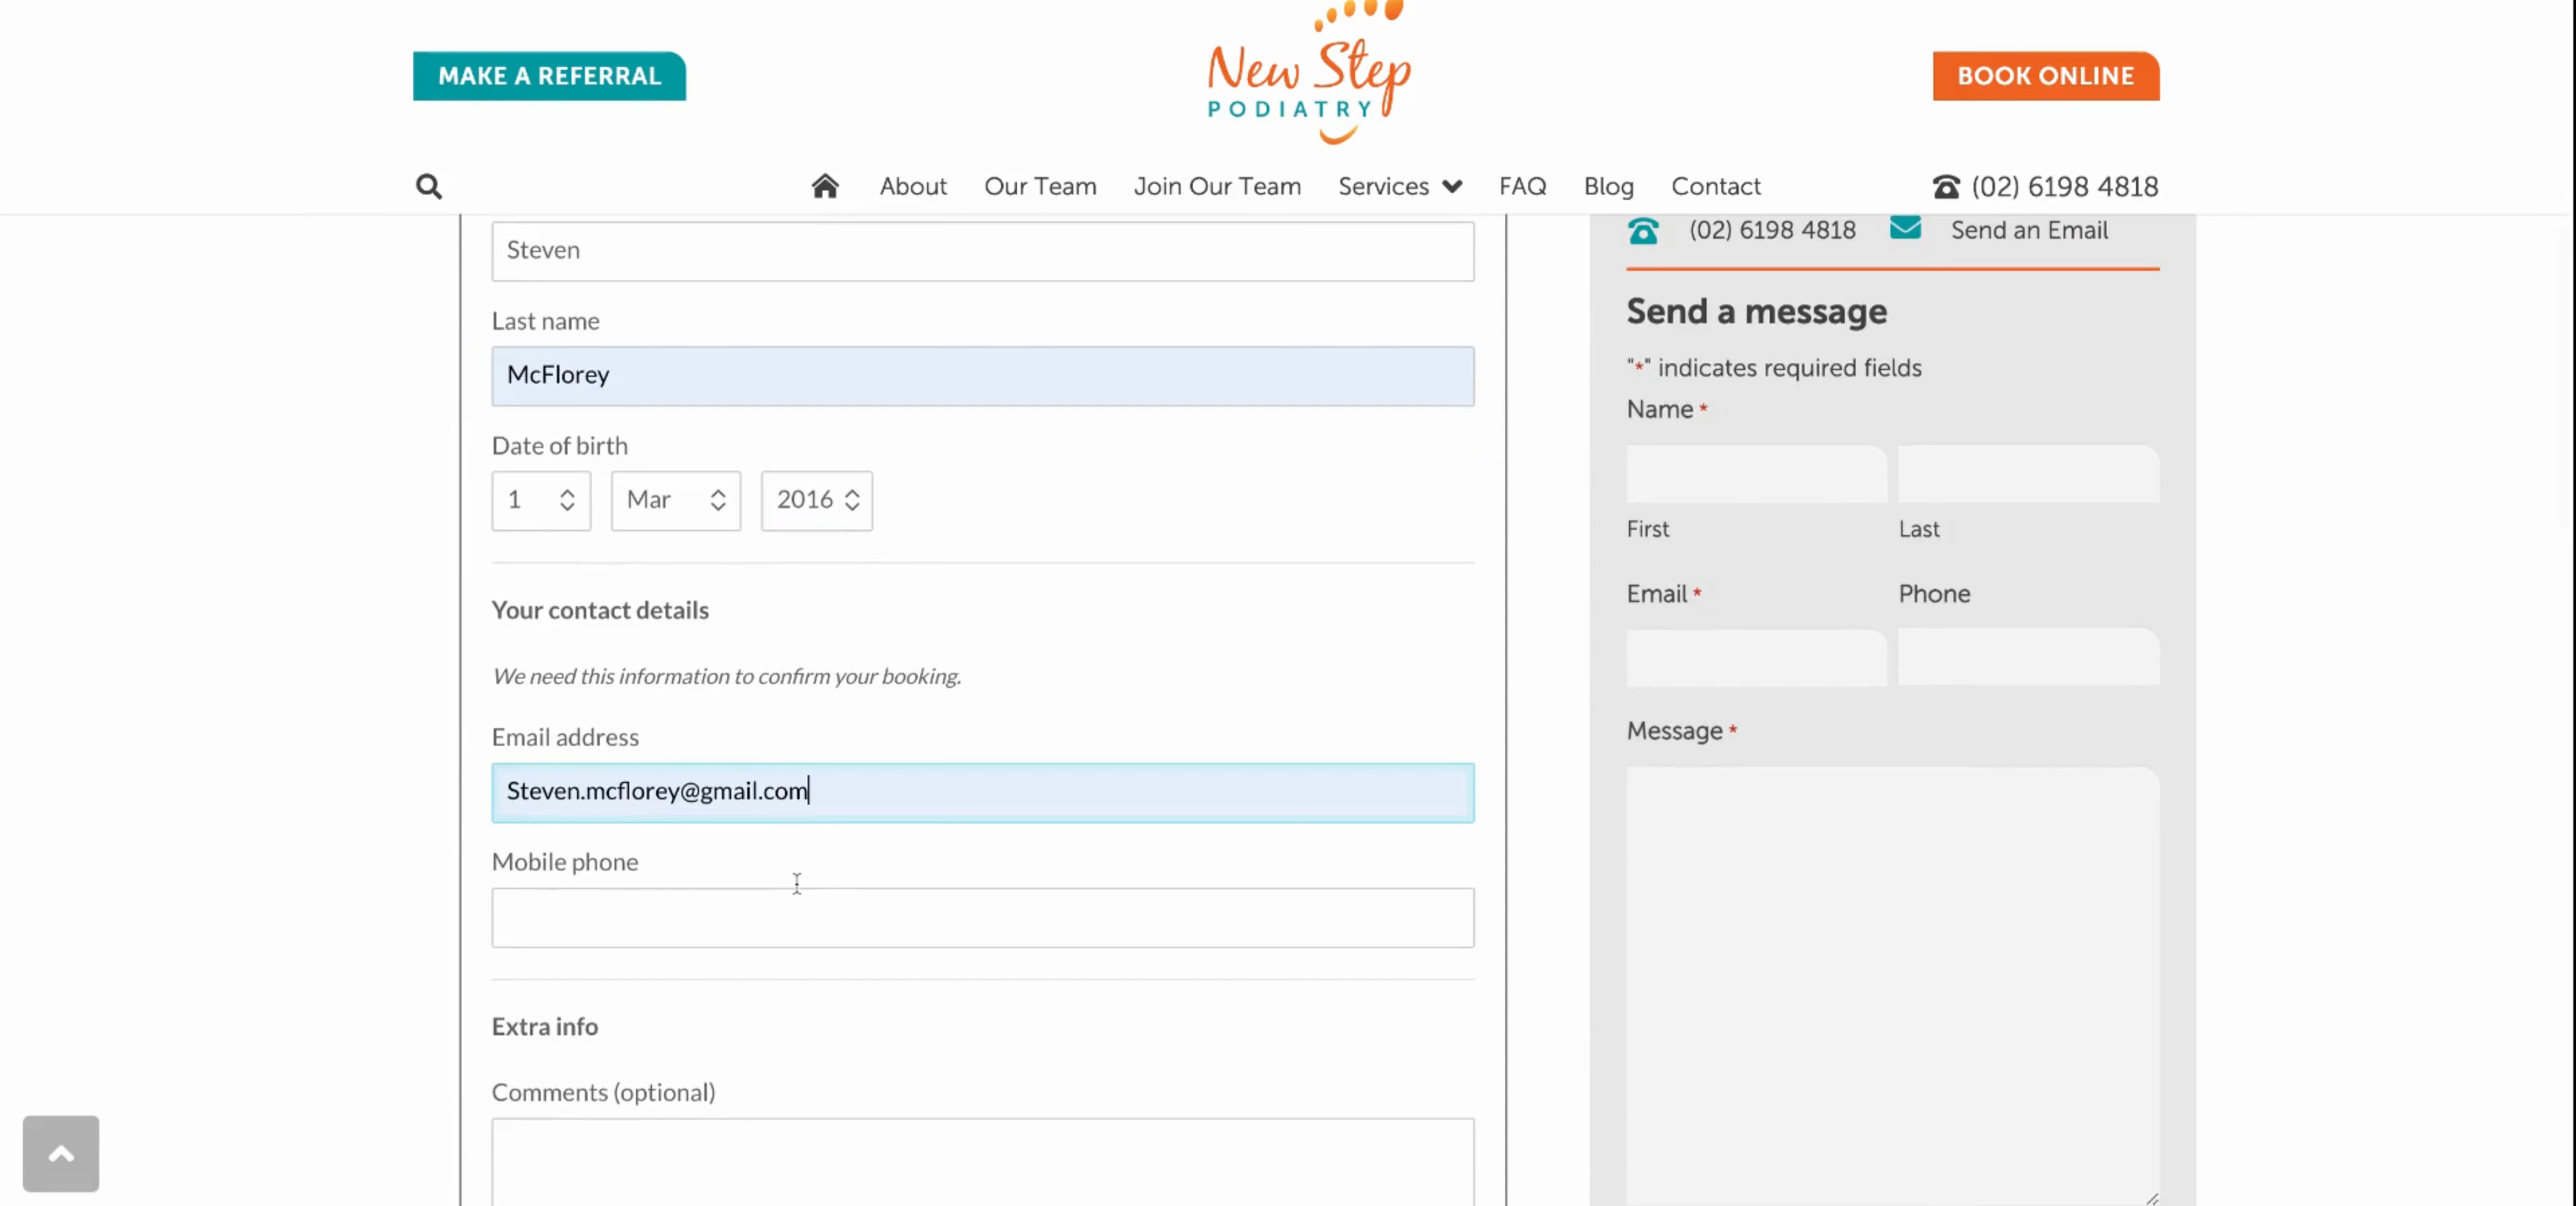 MAKE A REFERRAL
New Step
PODIATRY
BOOK ONLINE
About Our Team Join Our Team Services FAQ Blog Contact (02) 6198 4818
Steven
Last name
McFlorey
Date of birth
1 Mar 2016
Your contact details
We need this information to confirm your booking.
Email address
Steven.mcflorey@gmail.com
Mobile phone
Extra info
Comments (optional)
(02) 6198 4818 Send an Email
Send a message
"*" indicates required fields
Name *
First Last
Email * Phone
Message *